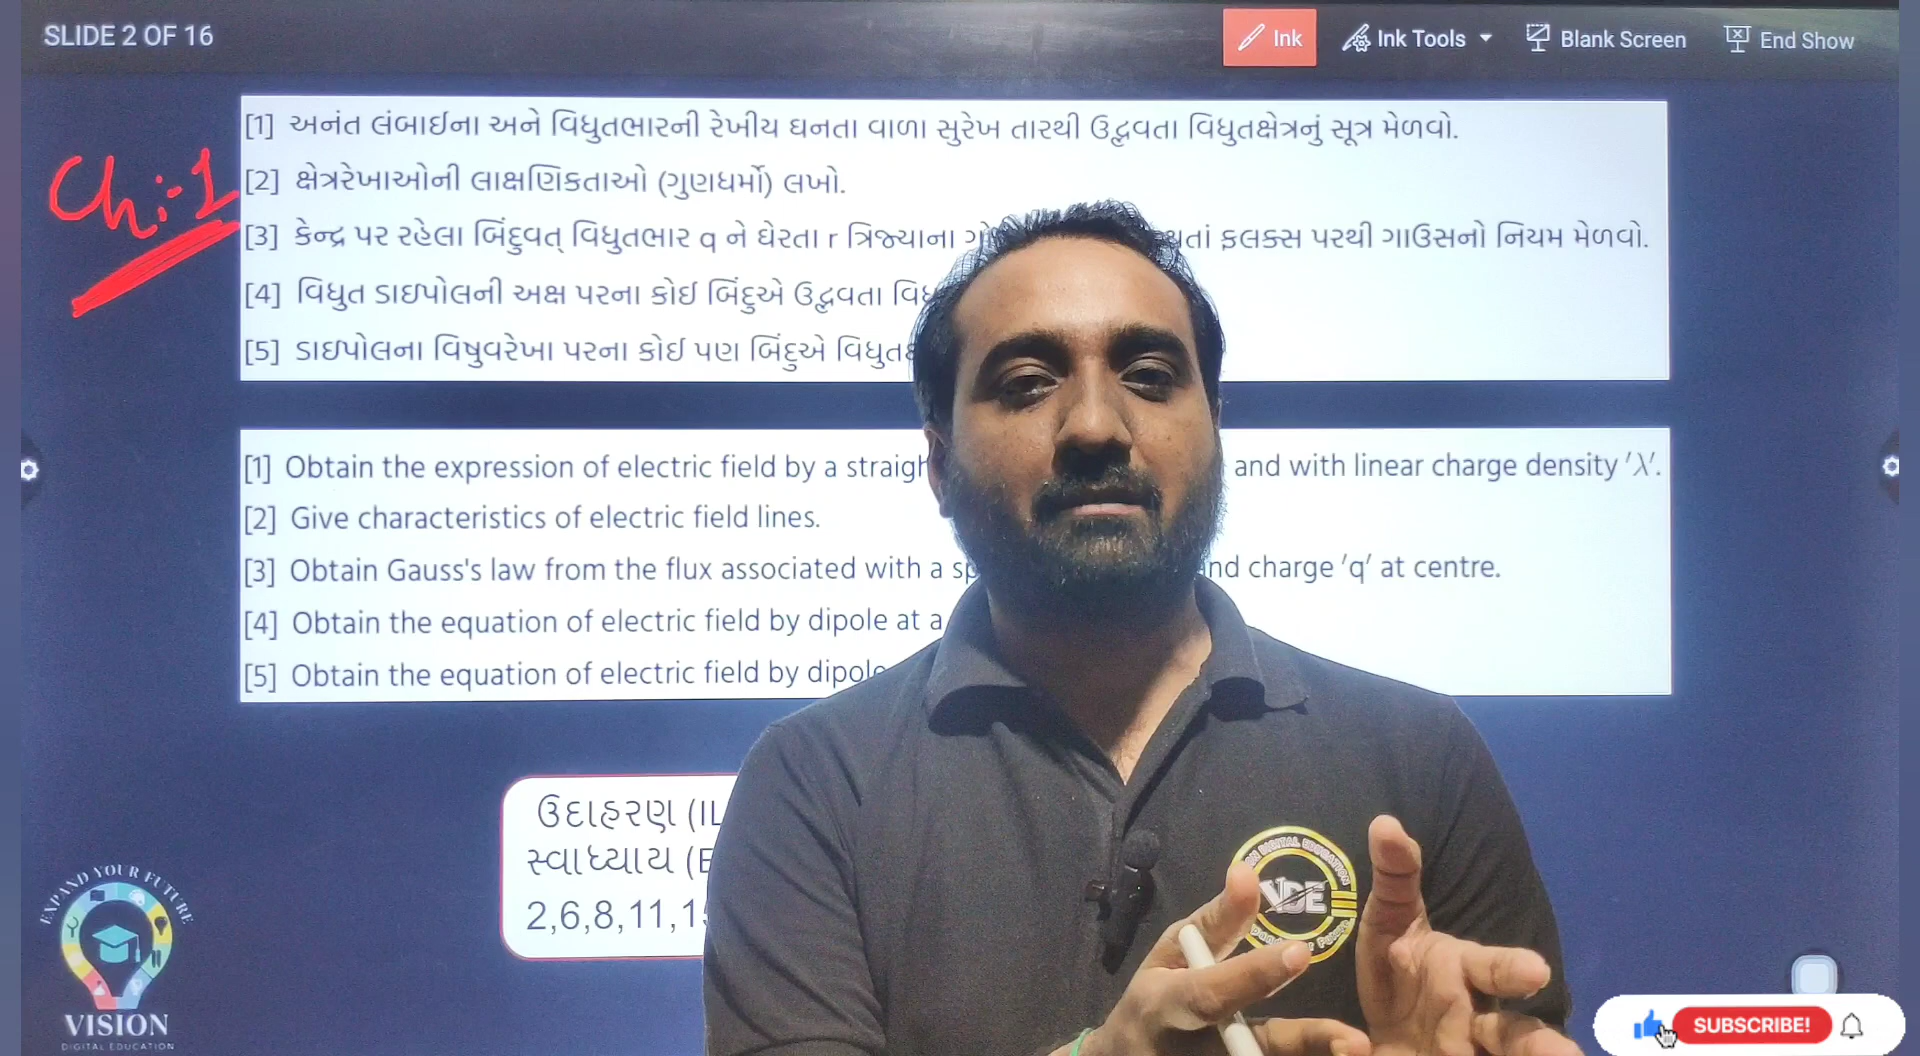 SLIDE 2 OF 16
Ink
Ink Tools
Blank Screen
End Show
Ch:-1
[1] અનંત લંબાઈના અને વિધુતભારની રેખીય ઘનતા વાળા સુરેખ તારથી ઉદ્ભવતા વિધુતક્ષેત્રનું સૂત્ર મેળવો.
[2] ક્ષેત્રરેખાઓની લાક્ષણિકતાઓ (ગુણધર્મો) લખો.
[3] કેન્દ્ર પર રહેલા બિંદુવત્ વિધુતભાર q ને ઘેરતા r ત્રિજ્યાના ફલક્સ પરથી ગાઉસનો નિયમ મેળવો.
[4] વિધુત ડાઇપોલની અક્ષ પરના કોઈ બિંદુએ ઉદ્ભવતા
[5] ડાઇપોલના વિષુવરેખા પરના કોઈ પણ બિંદુએ
[1] Obtain the expression of electric field by a and with linear charge density 'λ'.
[2] Give characteristics of electric field lines.
[3] Obtain Gauss's law from the flux associated with a charge 'q' at centre.
[4] Obtain the equation of electric field by dipole at a
[5] Obtain the equation of electric field by
ઉદાહરણ
સ્વાધ્યાય
2,6,8,11,
EXPAND YOUR FUTURE
VISION
DIGITAL EDUCATION
VDE
SUBSCRIBE!